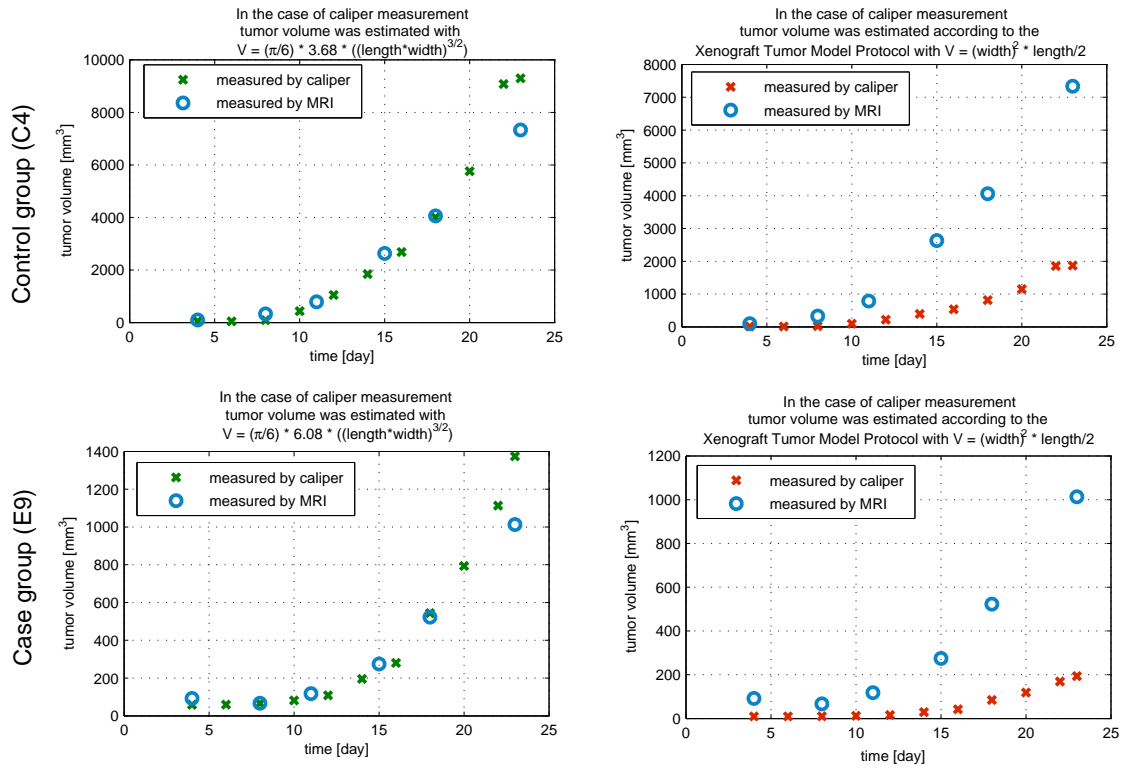 In the case of caliper measurement
tumor volume was estimated with
V = (π/6) * 3.68 * ((length*width)^3/2)
10000
8000
6000
4000
2000
0
0
5
10
15
20
25
tumor volume [mm³]
time [day]
measured by caliper
measured by MRI
Control group (C4)
In the case of caliper measurement
tumor volume was estimated according to the
Xenograft Tumor Model Protocol with V = (width)² * length/2
8000
7000
6000
5000
4000
3000
2000
1000
0
0
5
10
15
20
25
tumor volume [mm³]
time [day]
measured by caliper
measured by MRI
In the case of caliper measurement
tumor volume was estimated with
V = (π/6) * 6.08 * ((length*width)^3/2)
1400
1200
1000
800
600
400
200
0
0
5
10
15
20
25
tumor volume [mm³]
time [day]
measured by caliper
measured by MRI
Case group (E9)
In the case of caliper measurement
tumor volume was estimated according to the
Xenograft Tumor Model Protocol with V = (width)² * length/2
1200
1000
800
600
400
200
0
0
5
10
15
20
25
tumor volume [mm³]
time [day]
measured by caliper
measured by MRI